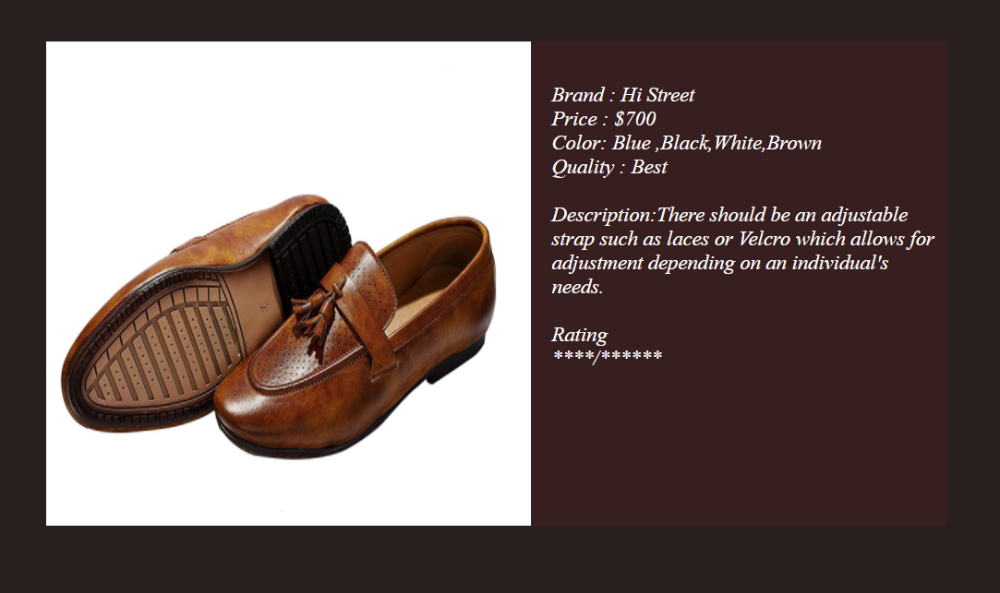 Brand : Hi Street
Price : $700
Color: Blue ,Black,White,Brown
Quality : Best
Description:There should be an adjustable
strap such as laces or Velcro which allows for
adjustment depending on an individual's
needs.
Rating
****/******